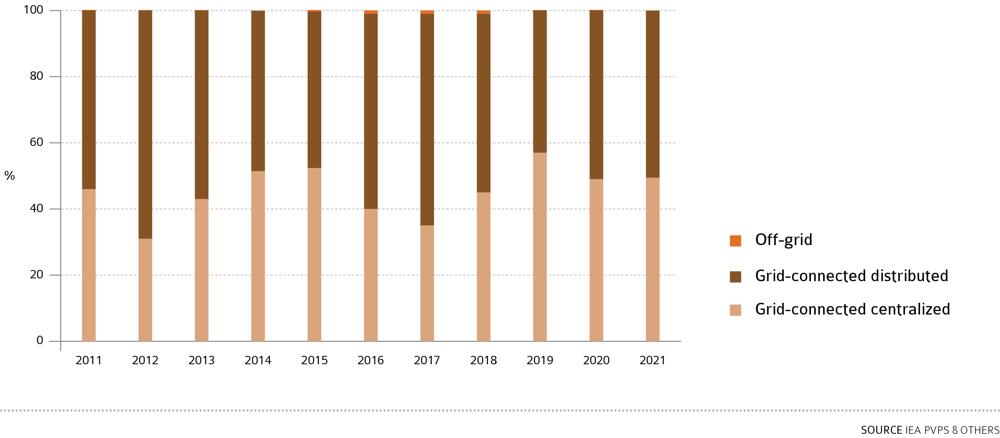 100
80
60
%
40
20
0
2011 2012 2013 2014 2015 2016 2017 2018 2019 2020 2021
Off-grid
Grid-connected distributed
Grid-connected centralized
SOURCE IEA PVPS & OTHERS